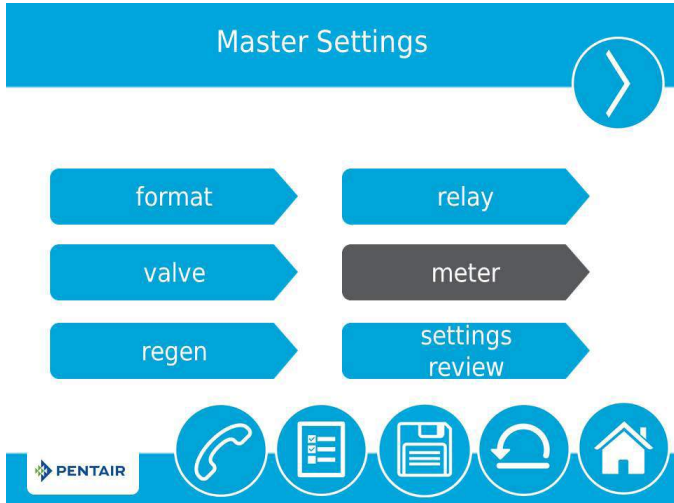 Master Settings
format
relay
valve
meter
regen
settings
review
PENTAIR